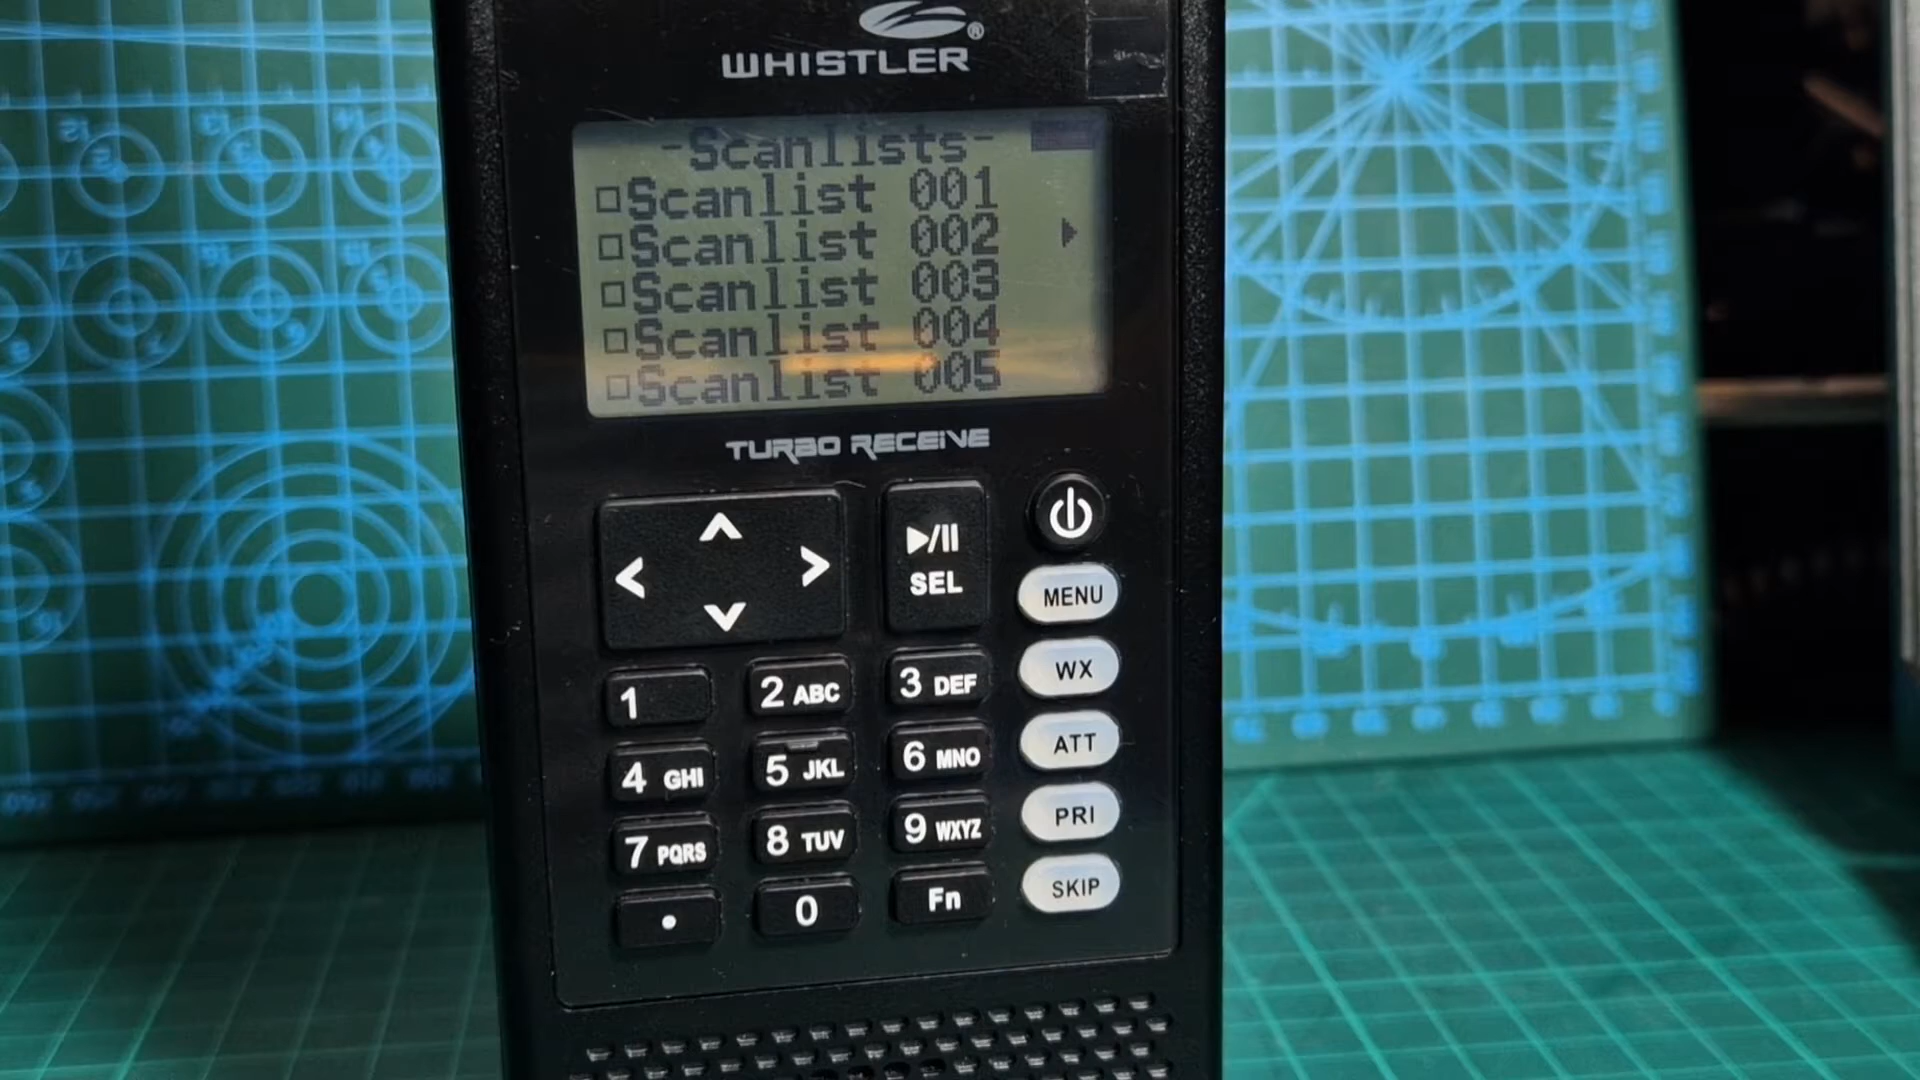 WHISTLER®
-Scanlists-
Scanlist 001
Scanlist 002
Scanlist 003
Scanlist 004
Scanlist 005
TURBO RECEIVE
SEL
MENU
WX
1
2 ABC
3 DEF
ATT
4 GHI
5 JKL
6 MNO
PRI
7 PQRS
8 TUV
9 WXYZ
SKIP
0
Fn